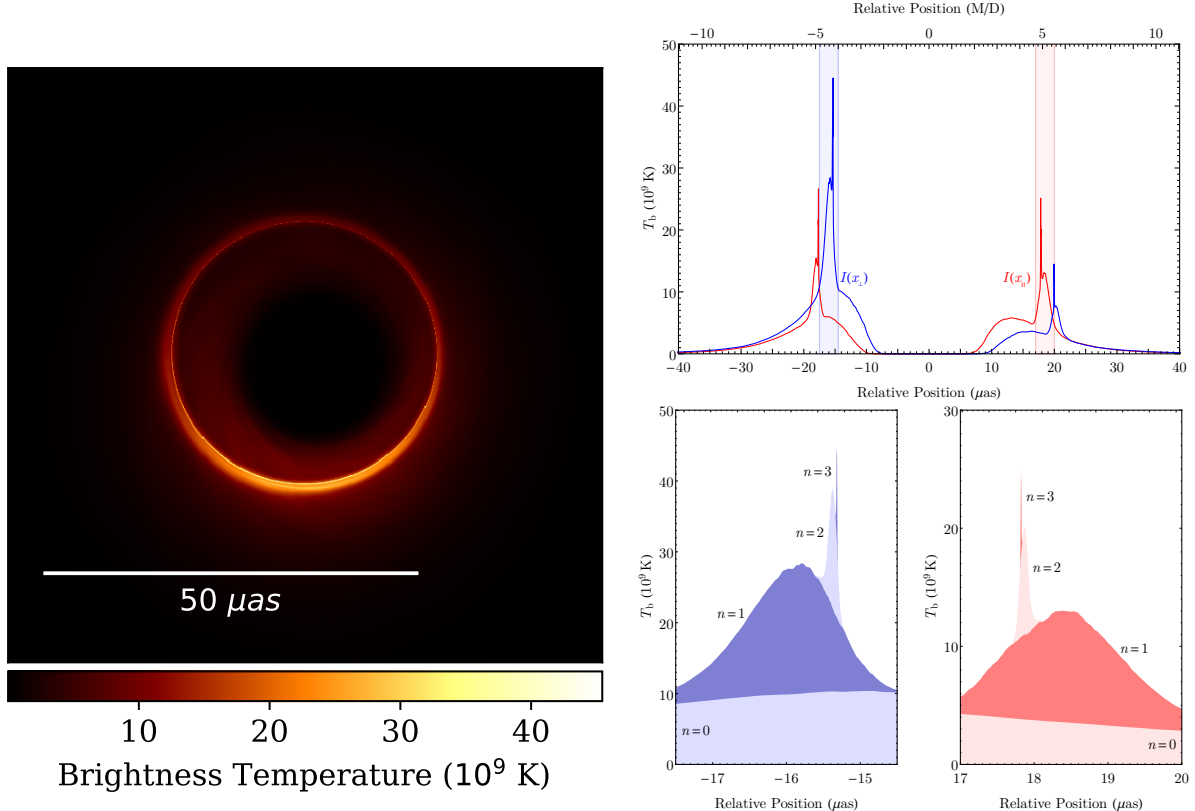 50 μas
10 20 30 40
Brightness Temperature (10⁹ K)
Relative Position (M/D)
−10 −5 0 5 10
50
40
30
20
10
0
T_b (10⁹ K)
I(x_⊥)
I(x_∥)
−40 −30 −20 −10 0 10 20 30 40
Relative Position (μas)
50
40
30
20
10
0
T_b (10⁹ K)
n=3
n=2
n=1
n=0
−17 −16 −15
Relative Position (μas)
30
20
10
0
T_b (10⁹ K)
n=3
n=2
n=1
n=0
17 18 19 20
Relative Position (μas)